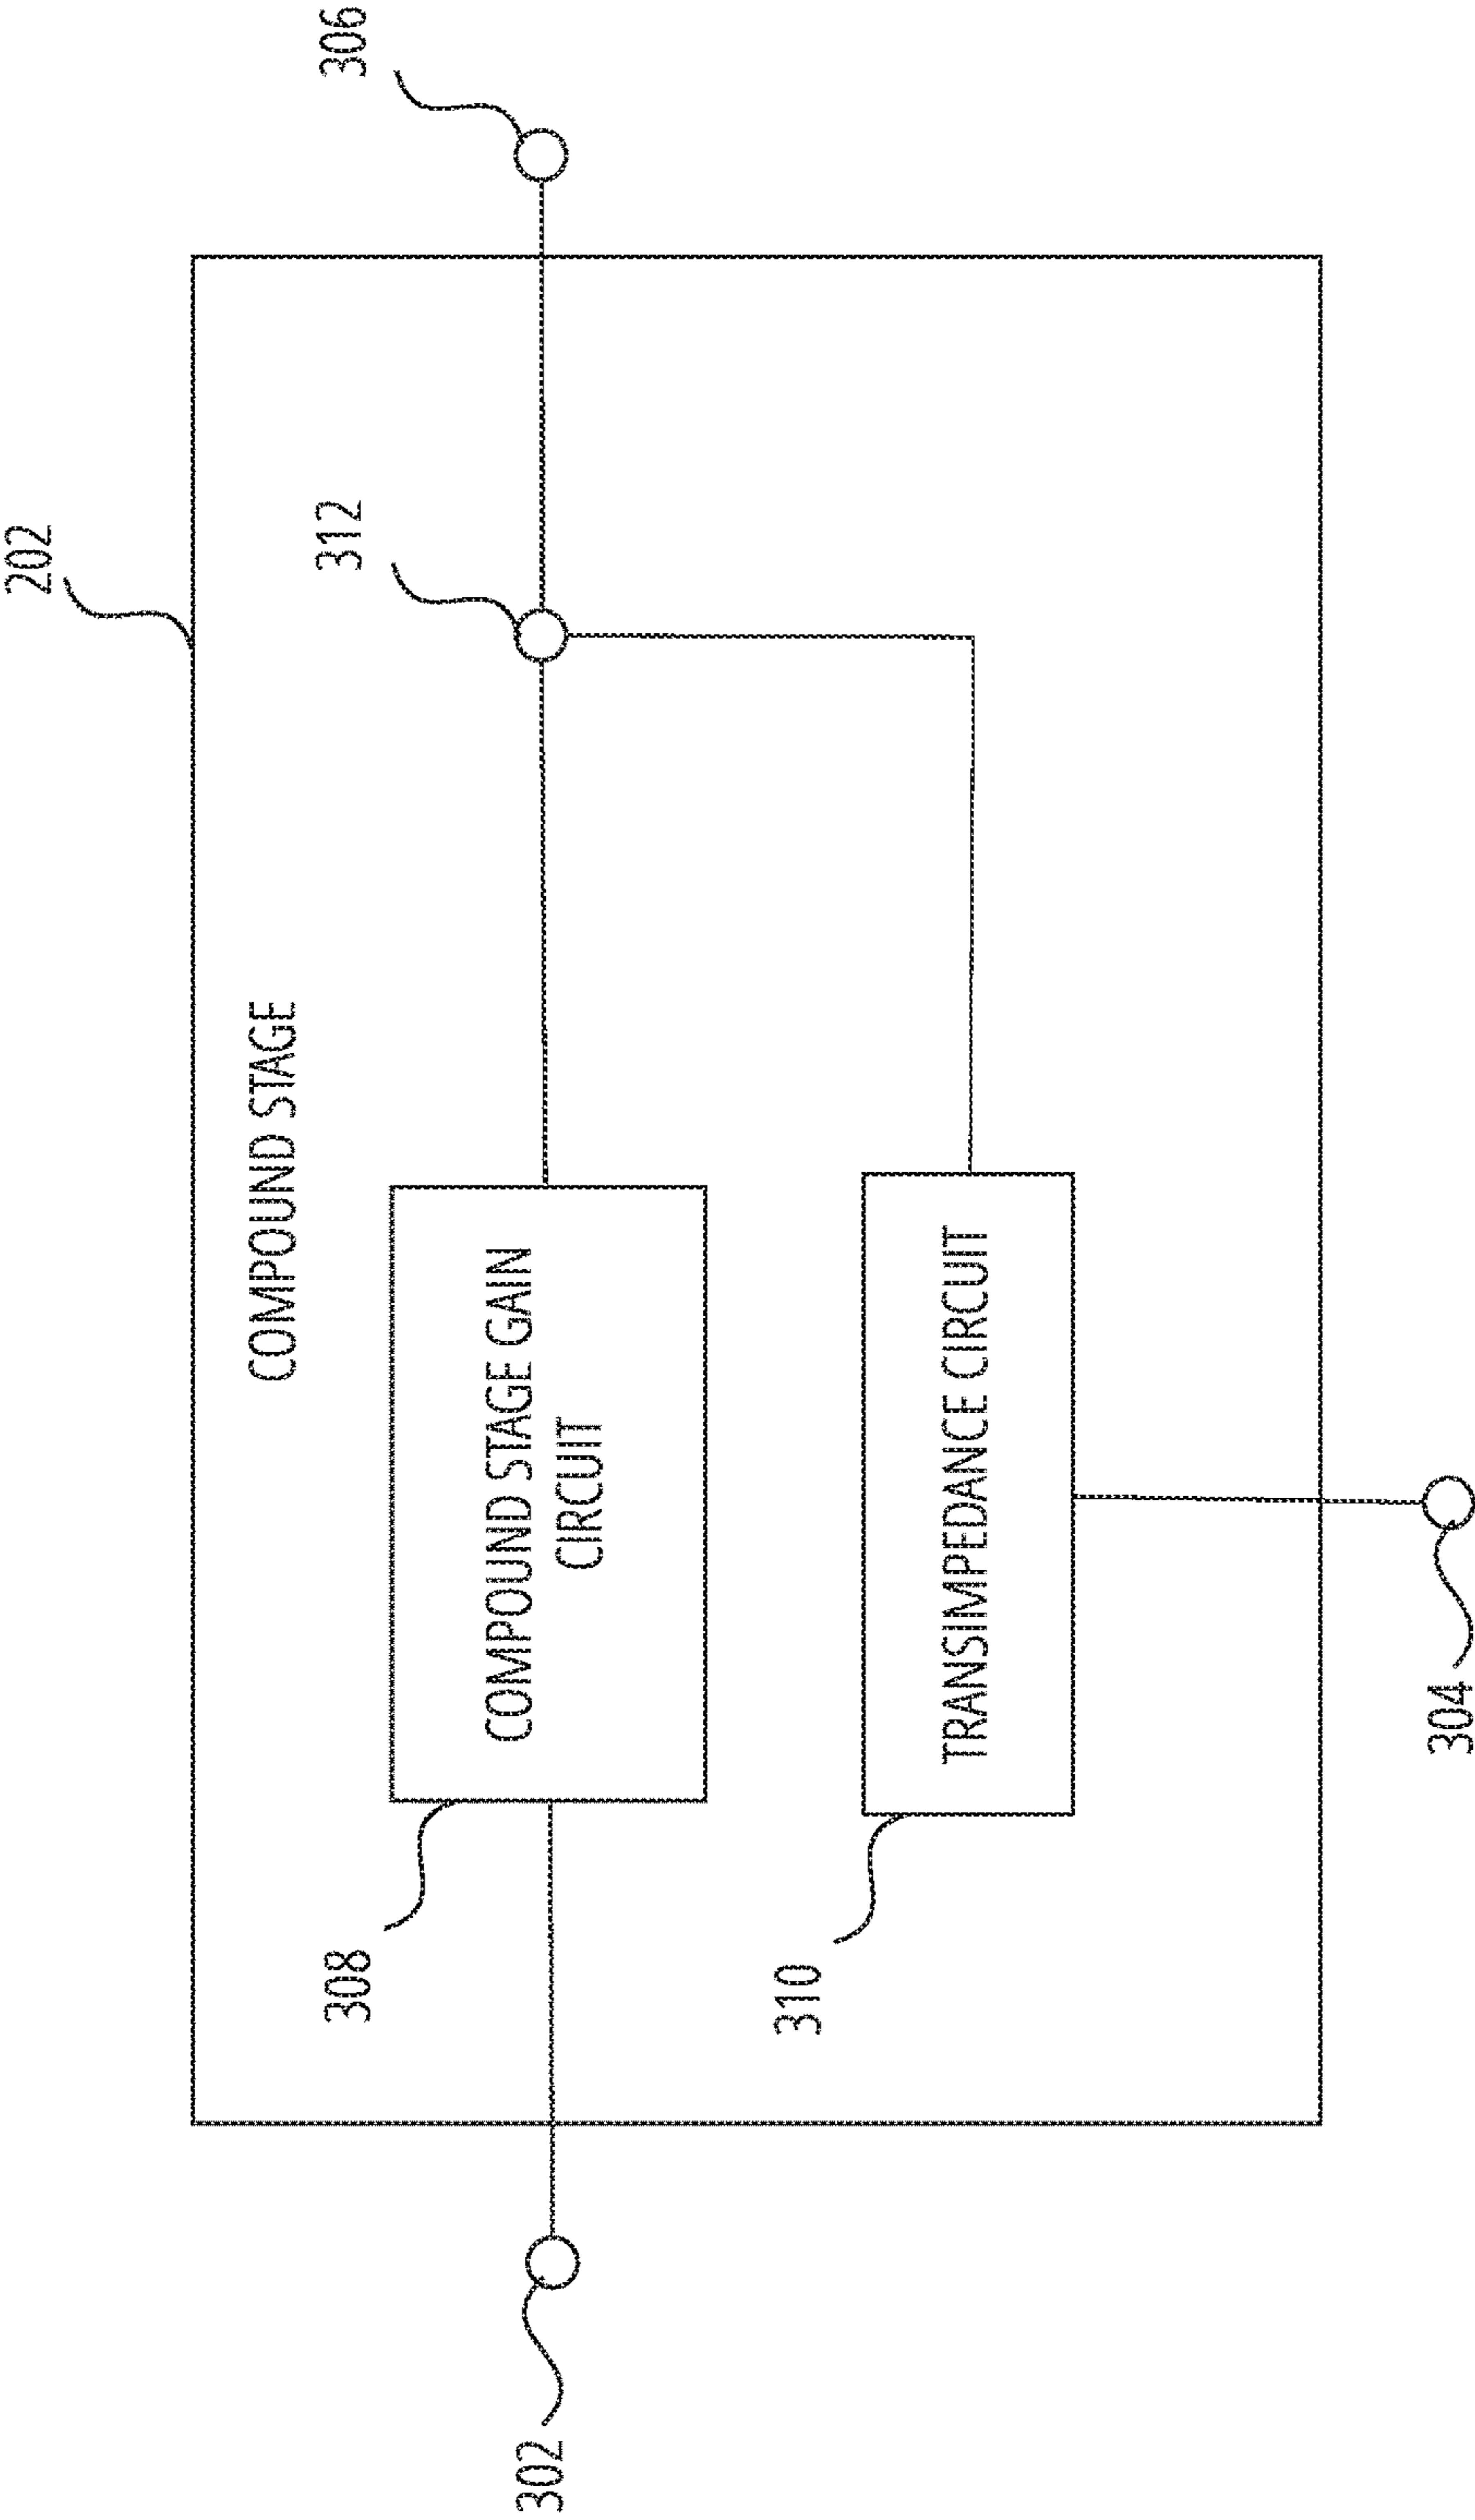 202
COMPOUND STAGE
306
312
308
COMPOUND STAGE GAIN
CIRCUIT
302
310
TRANSIMPEDANCE CIRCUIT
304